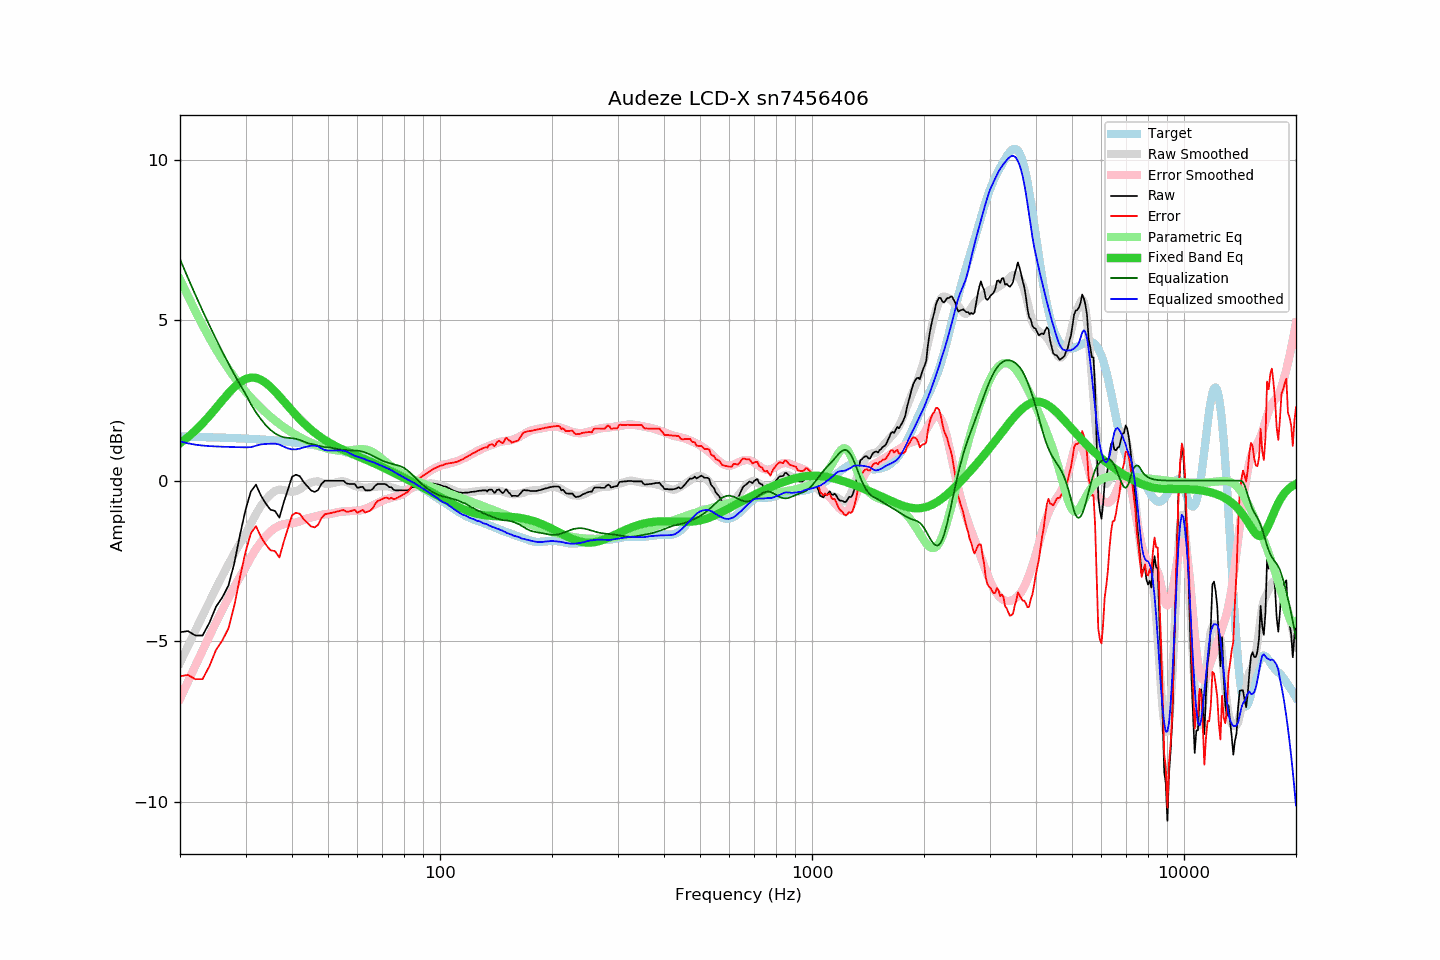 Audeze LCD-X sn7456406
Target
Raw Smoothed
Error Smoothed
Raw
Error
Parametric Eq
Fixed Band Eq
Equalization
Equalized smoothed
Amplitude (dBr)
10
5
0
−5
−10
100
1000
10000
Frequency (Hz)